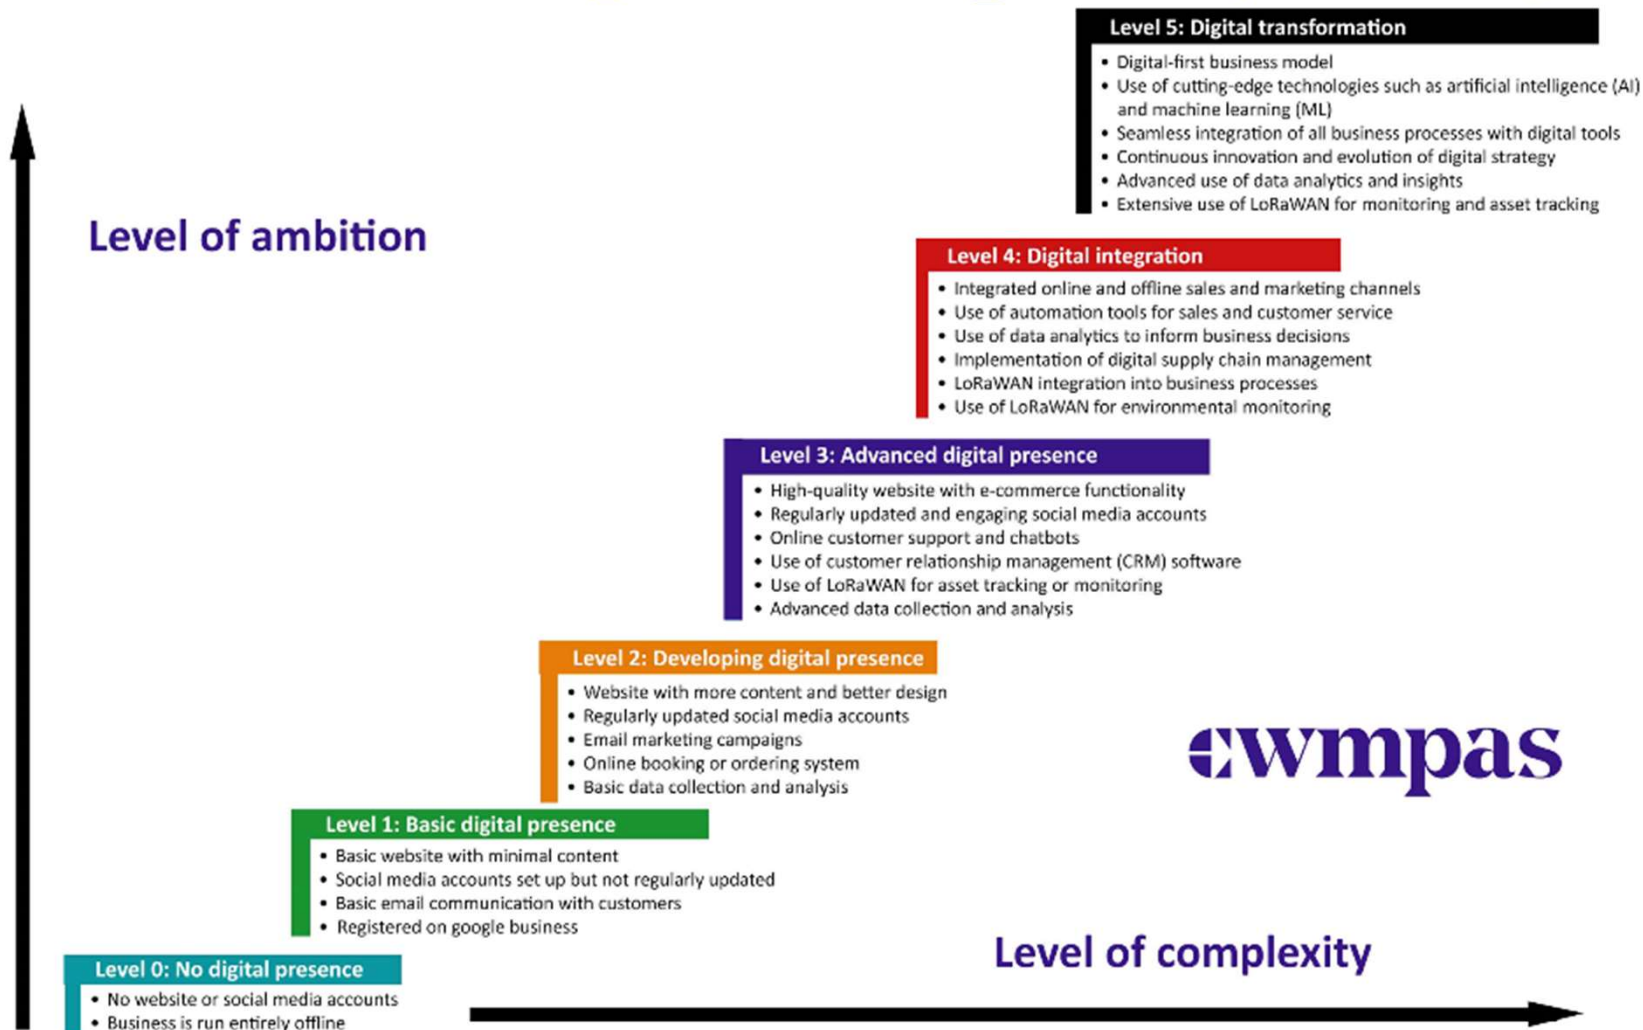 Level 5: Digital transformation
• Digital-first business model
• Use of cutting-edge technologies such as artificial intelligence (AI)
and machine learning (ML)
• Seamless integration of all business processes with digital tools
• Continuous innovation and evolution of digital strategy
• Advanced use of data analytics and insights
• Extensive use of LoRaWAN for monitoring and asset tracking
Level of ambition
Level 4: Digital integration
• Integrated online and offline sales and marketing channels
• Use of automation tools for sales and customer service
• Use of data analytics to inform business decisions
• Implementation of digital supply chain management
• LoRaWAN integration into business processes
• Use of LoRaWAN for environmental monitoring
Level 3: Advanced digital presence
• High-quality website with e-commerce functionality
• Regularly updated and engaging social media accounts
• Online customer support and chatbots
• Use of customer relationship management (CRM) software
• Use of LoRaWAN for asset tracking or monitoring
• Advanced data collection and analysis
Level 2: Developing digital presence
• Website with more content and better design
• Regularly updated social media accounts
• Email marketing campaigns
• Online booking or ordering system
• Basic data collection and analysis
cwmpas
Level 1: Basic digital presence
• Basic website with minimal content
• Social media accounts set up but not regularly updated
• Basic email communication with customers
• Registered on google business
Level of complexity
Level 0: No digital presence
• No website or social media accounts
• Business is run entirely offline